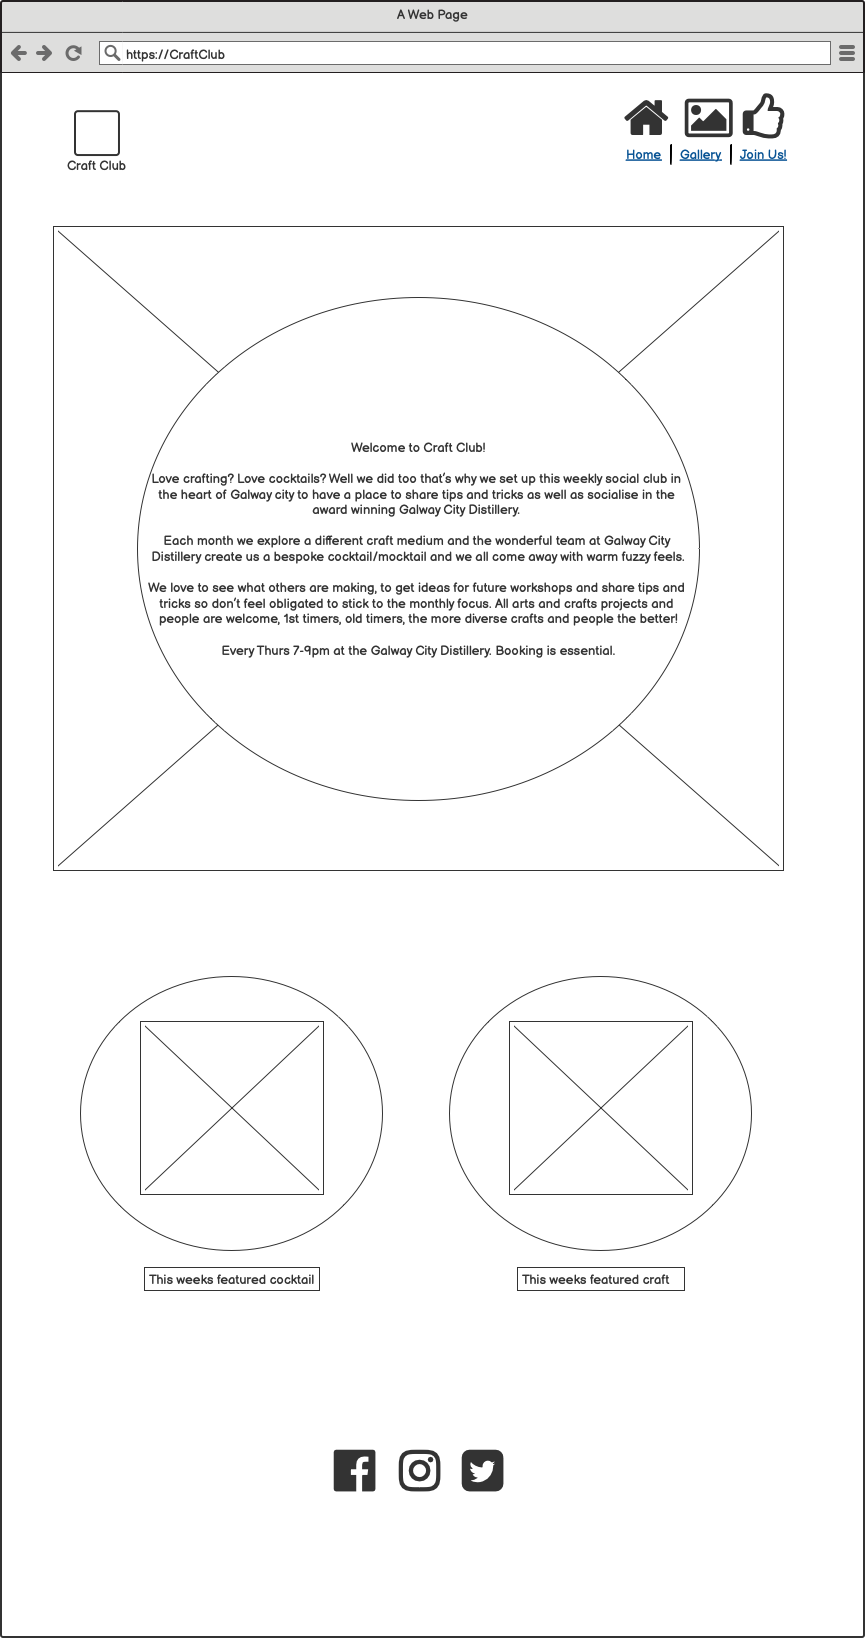 A Web Page
https://CraftClub
Craft Club
Home
Gallery
Join Us!
Welcome to Craft Club!
Love crafting? Love cocktails? Well we did too that's why we set up this weekly social club in
the heart of Galway city to have a place to share tips and tricks as well as socialise in the
award winning Galway City Distillery.
Each month we explore a different craft medium and the wonderful team at Galway City
Distillery create us a bespoke cocktail/mocktail and we all come away with warm fuzzy feels.
We love to see what others are making, to get ideas for future workshops and share tips and
tricks so don't feel obligated to stick to the monthly focus. All arts and crafts projects and
people are welcome, 1st timers, old timers, the more diverse crafts and people the better!
Every Thurs 7-9pm at the Galway City Distillery. Booking is essential.
This weeks featured cocktail
This weeks featured craft